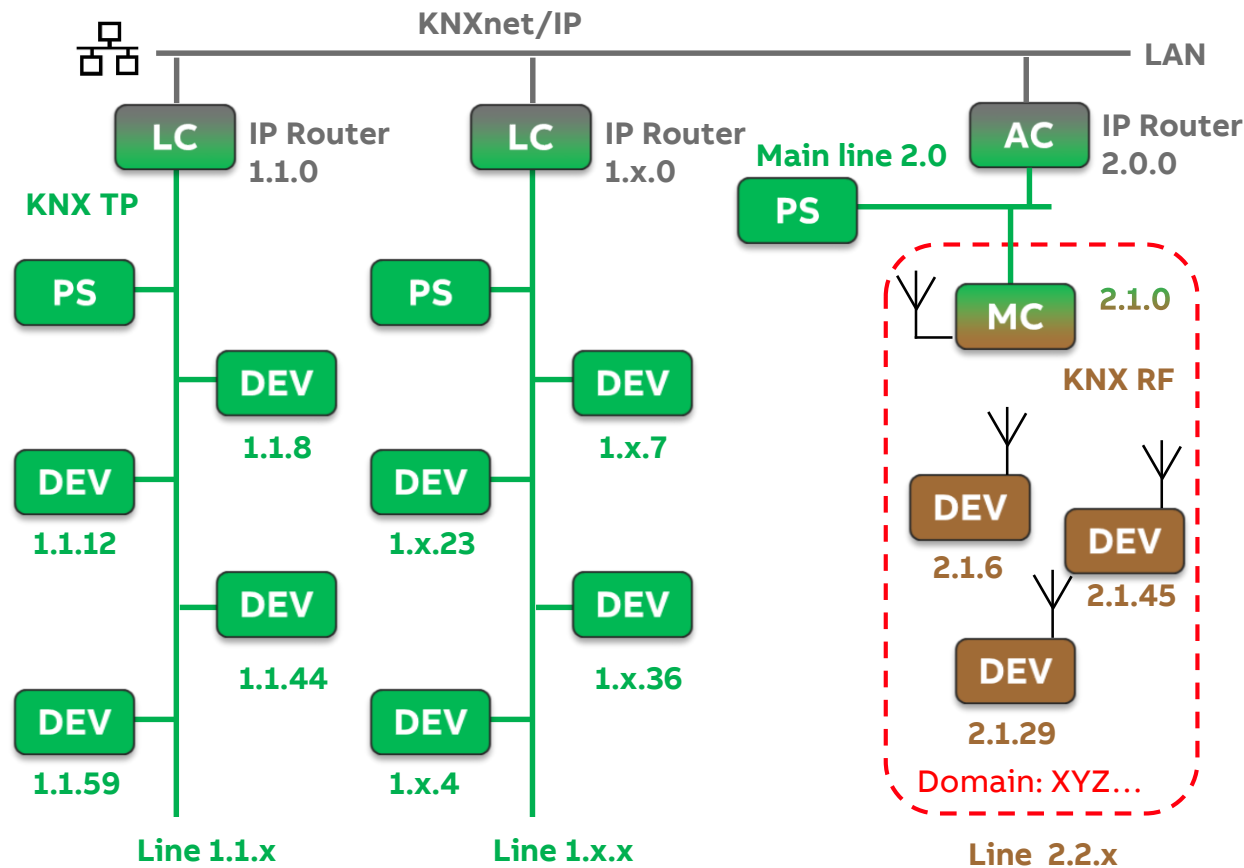 KNXnet/IP
LAN
LC
IP Router
1.1.0
LC
IP Router
1.x.0
AC
IP Router
2.0.0
Main line 2.0
PS
KNX TP
PS
DEV
1.1.8
DEV
1.1.12
DEV
1.1.44
DEV
1.1.59
Line 1.1.x
PS
DEV
1.x.7
DEV
1.x.23
DEV
1.x.36
DEV
1.x.4
Line 1.x.x
MC
2.1.0
KNX RF
DEV
2.1.6
DEV
2.1.45
DEV
2.1.29
Domain: XYZ...
Line 2.2.x